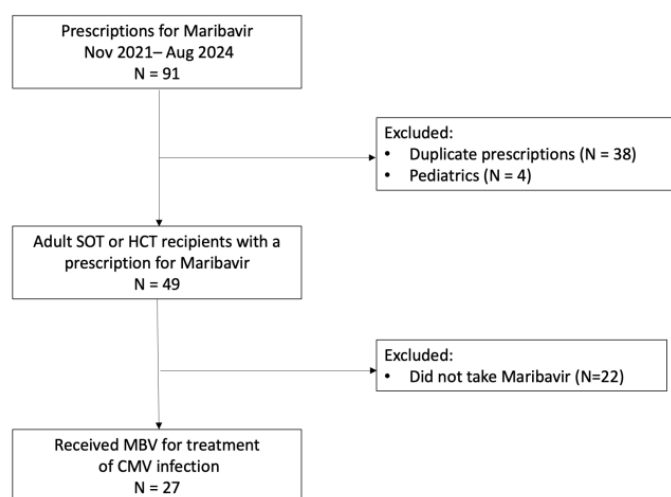 Prescriptions for Maribavir
Nov 2021– Aug 2024
N = 91
Excluded:
• Duplicate prescriptions (N = 38)
• Pediatrics (N = 4)
Adult SOT or HCT recipients with a
prescription for Maribavir
N = 49
Excluded:
• Did not take Maribavir (N=22)
Received MBV for treatment
of CMV infection
N = 27